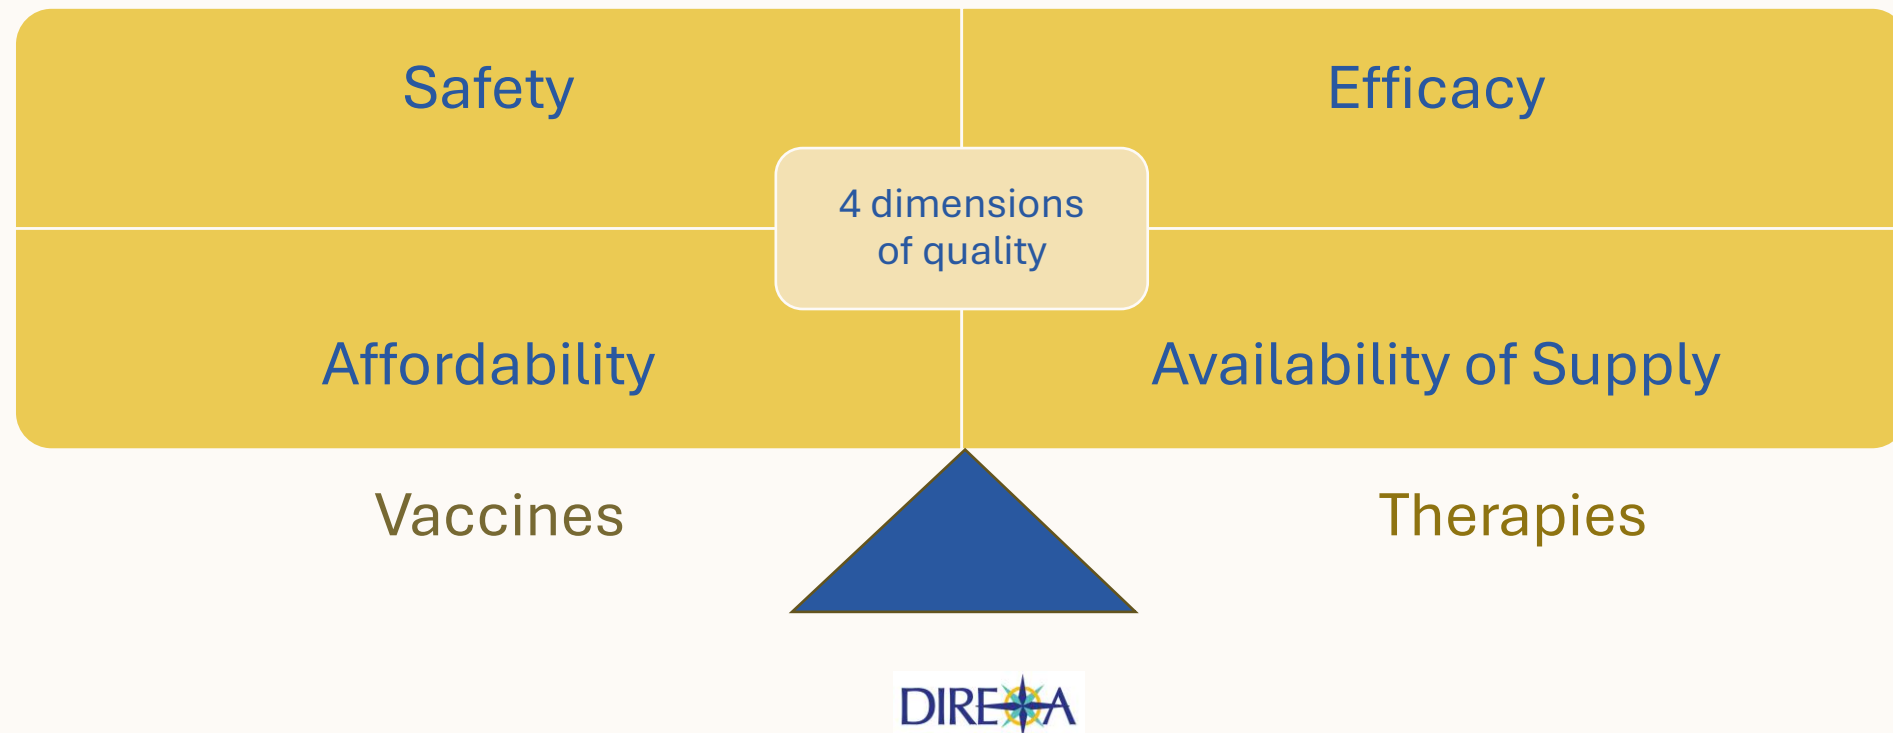 Safety
Efficacy
4 dimensions
of quality
Affordability
Availability of Supply
Vaccines
Therapies